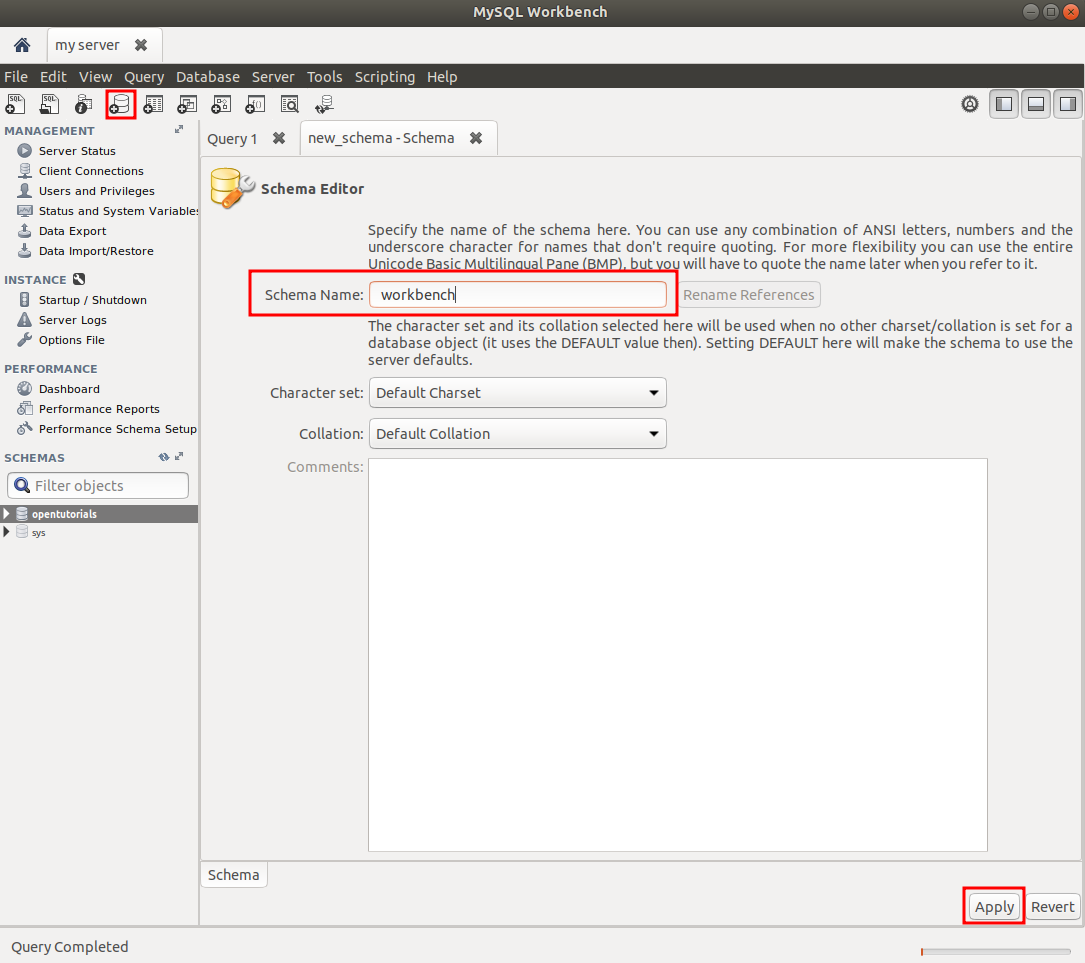 MySQL Workbench
my server
File Edit View Query Database Server Tools Scripting Help
SQL
SQL
MANAGEMENT
Server Status
Client Connections
Users and Privileges
Status and System Variables
Data Export
Data Import/Restore
INSTANCE
Startup / Shutdown
Server Logs
Options File
PERFORMANCE
Dashboard
Performance Reports
Performance Schema Setup
SCHEMAS
Filter objects
opentutorials
sys
Query 1
new_schema - Schema
Schema Editor
Specify the name of the schema here. You can use any combination of ANSI letters, numbers and the
underscore character for names that don't require quoting. For more flexibility you can use the entire
Unicode Basic Multilingual Pane (BMP), but you will have to quote the name later when you refer to it.
Schema Name: workbench
Rename References
The character set and its collation selected here will be used when no other charset/collation is set for a
database object (it uses the DEFAULT value then). Setting DEFAULT here will make the schema to use the
server defaults.
Character set: Default Charset
Collation: Default Collation
Comments:
Schema
Apply Revert
Query Completed